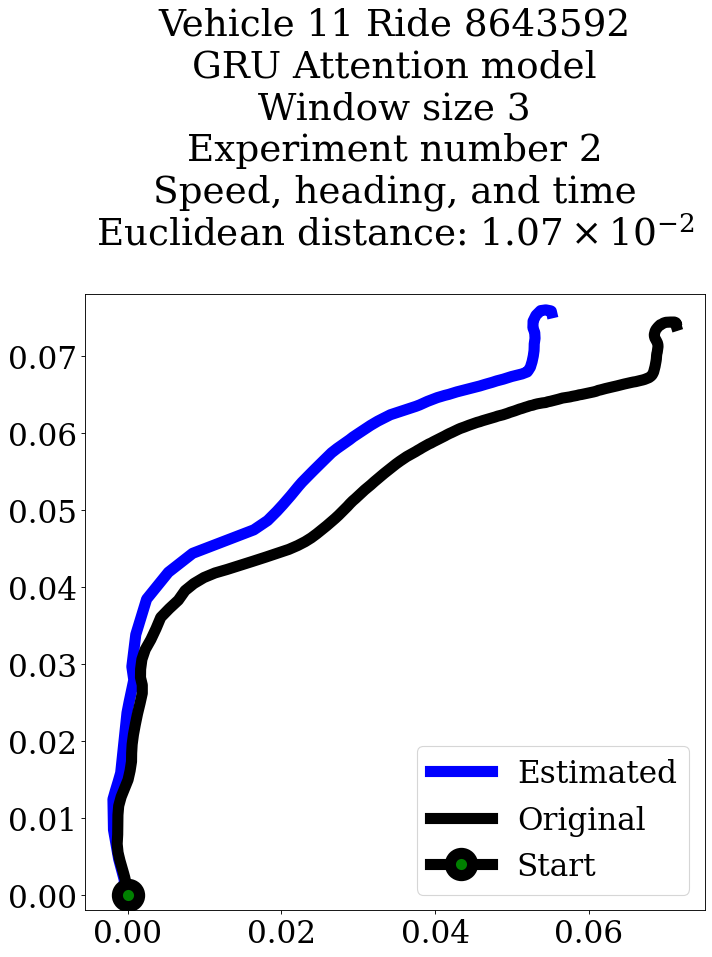 Vehicle 11 Ride 8643592
GRU Attention model
Window size 3
Experiment number 2
Speed, heading, and time
Euclidean distance: 1.07 × 10⁻²
0.07
0.06
0.05
0.04
0.03
0.02
0.01
0.00
0.00 0.02 0.04 0.06
Estimated
Original
Start